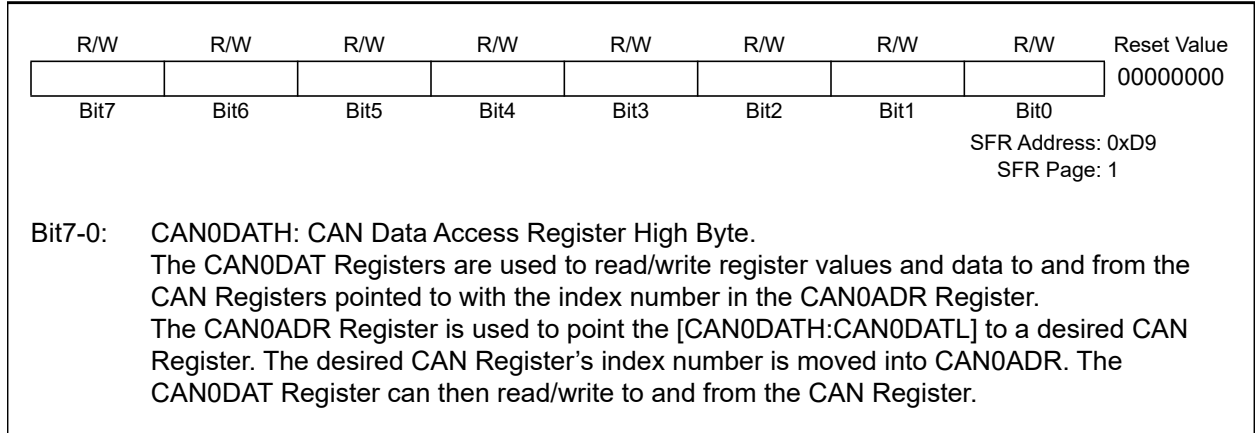 R/W R/W R/W R/W R/W R/W R/W R/W Reset Value
00000000
Bit7 Bit6 Bit5 Bit4 Bit3 Bit2 Bit1 Bit0
SFR Address: 0xD9
SFR Page: 1
Bit7-0: CAN0DATH: CAN Data Access Register High Byte.
The CAN0DAT Registers are used to read/write register values and data to and from the
CAN Registers pointed to with the index number in the CAN0ADR Register.
The CAN0ADR Register is used to point the [CAN0DATH:CAN0DATL] to a desired CAN
Register. The desired CAN Register’s index number is moved into CAN0ADR. The
CAN0DAT Register can then read/write to and from the CAN Register.